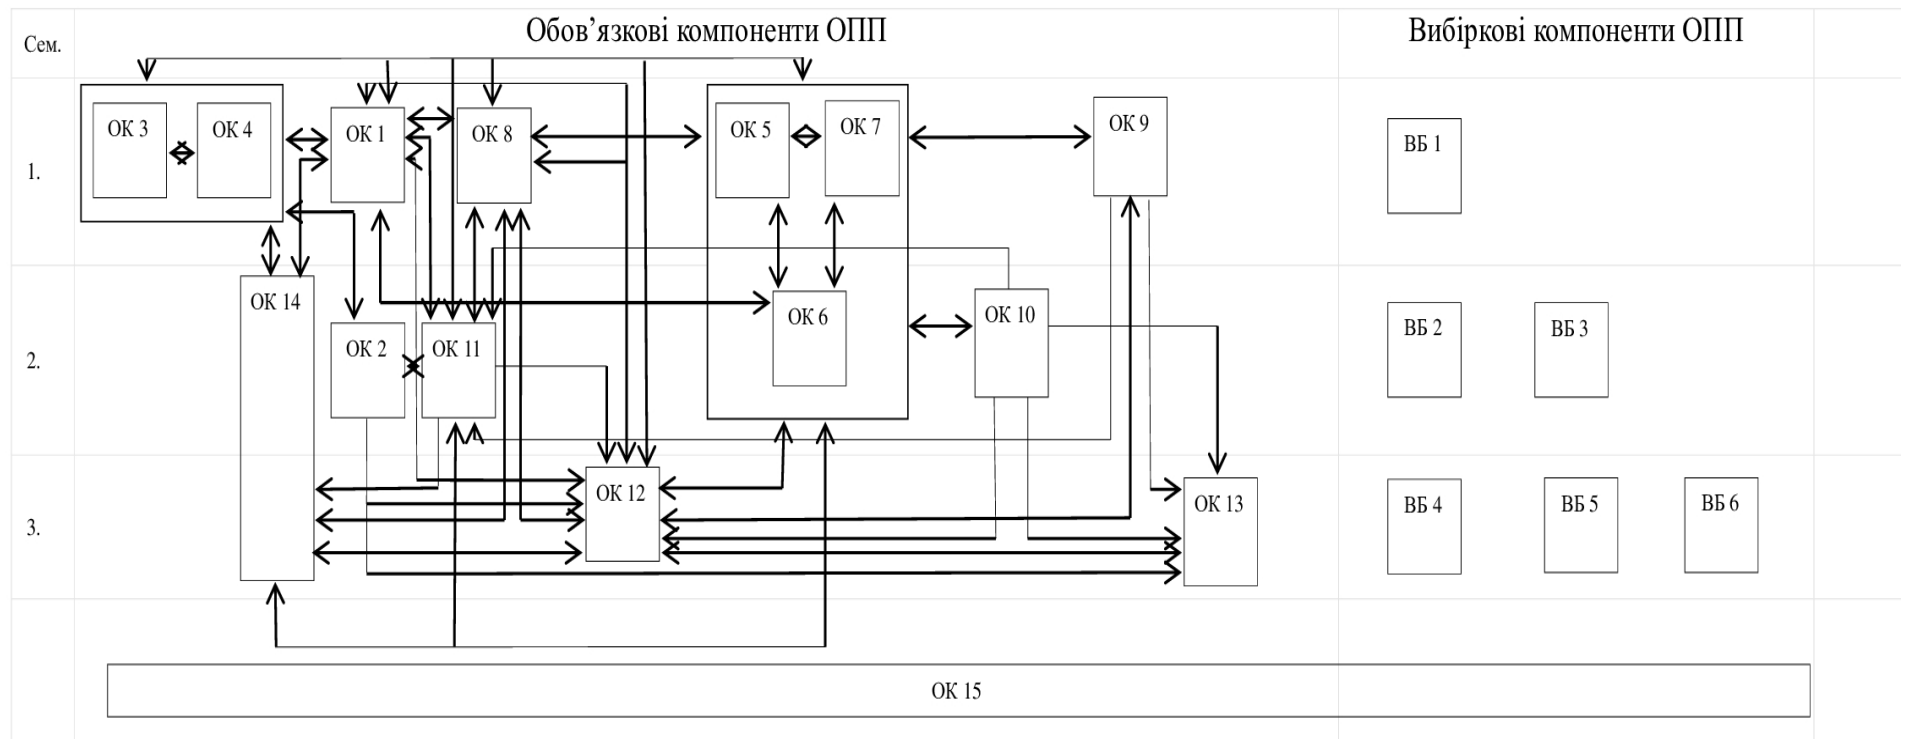 Обов’язкові компоненти ОПП
Вибіркові компоненти ОПП
Сем.
1.
ОК 3
ОК 4
ОК 1
ОК 8
ОК 5
ОК 7
ОК 9
ВБ 1
2.
ОК 14
ОК 2
ОК 11
ОК 6
ОК 10
ВБ 2
ВБ 3
3.
ОК 12
ОК 13
ВБ 4
ВБ 5
ВБ 6
ОК 15